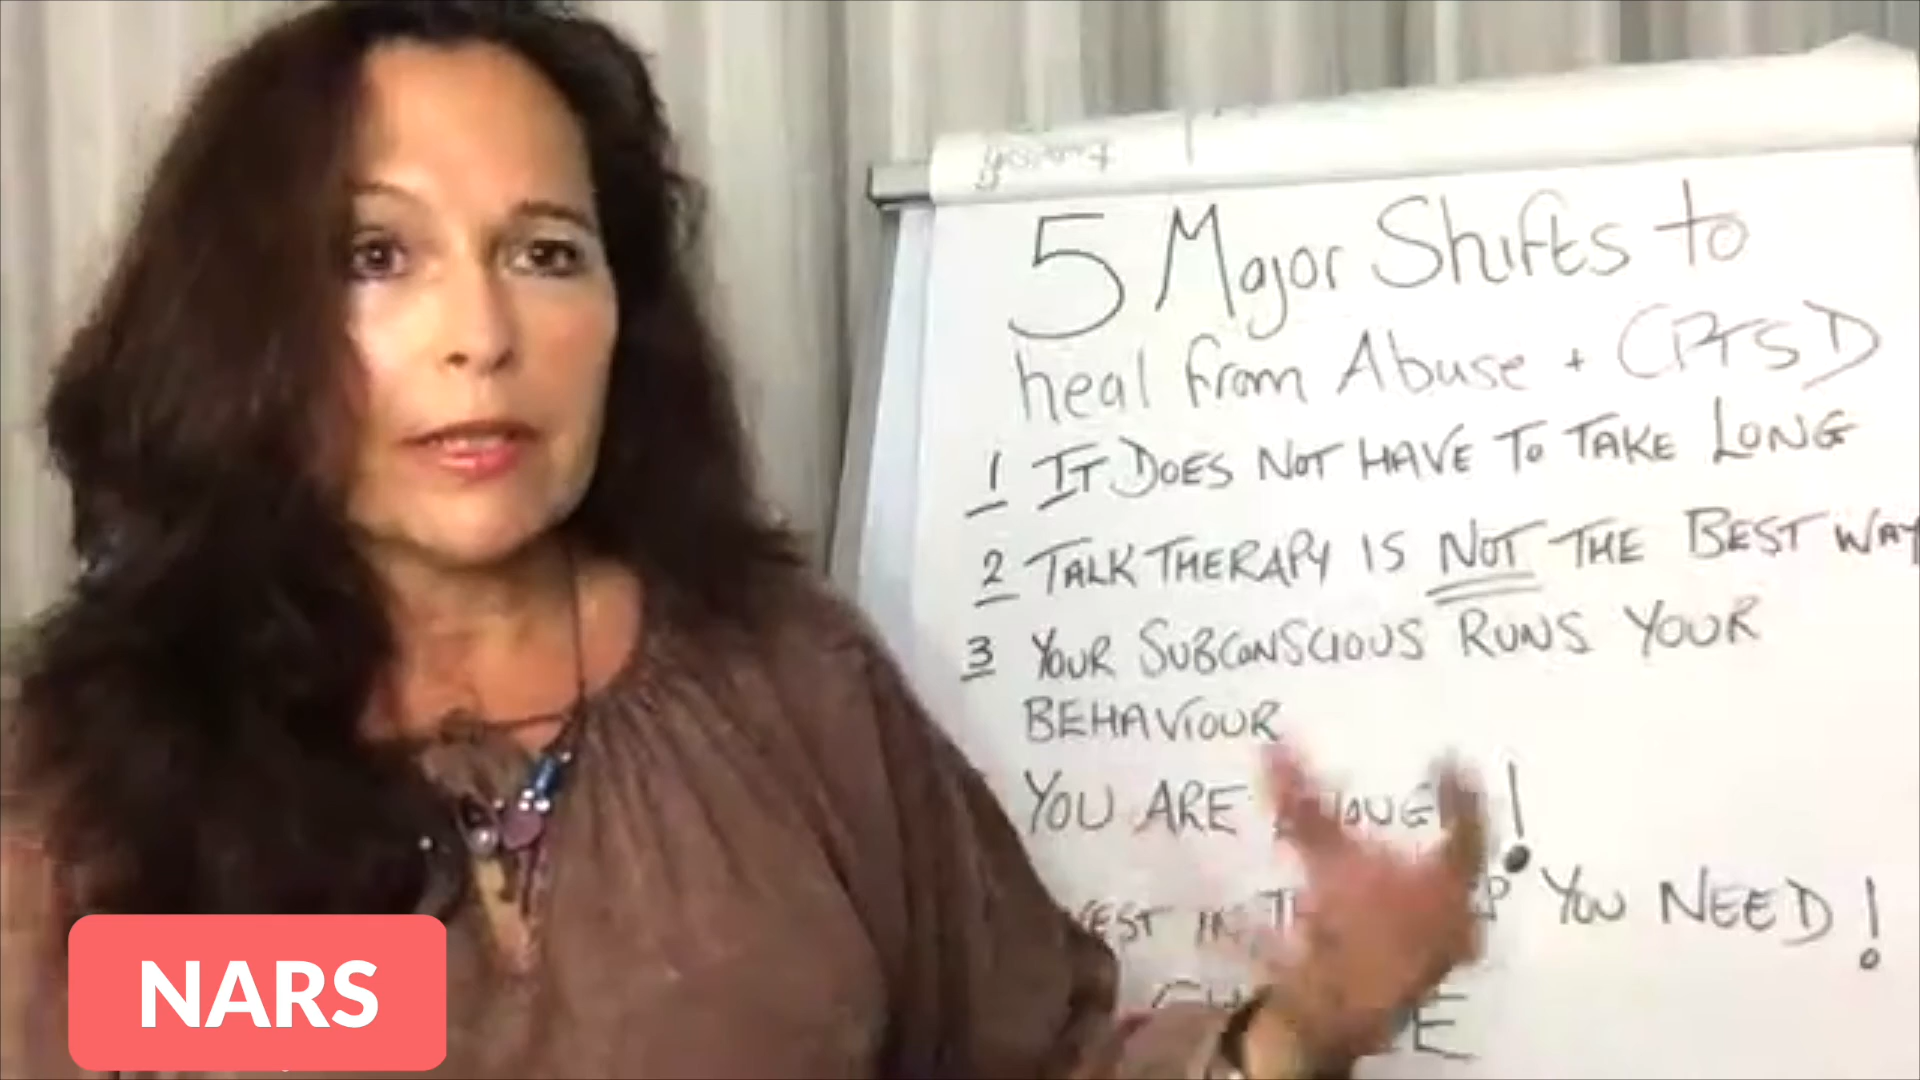 5 Major Shifts to
heal from Abuse + CPTSD
1 IT DOES NOT HAVE TO TAKE LONG
2 TALK THERAPY IS NOT THE BEST WAY
3 YOUR SUBCONSCIOUS RUNS YOUR
BEHAVIOUR
YOU ARE !
YOU NEED!
NARS